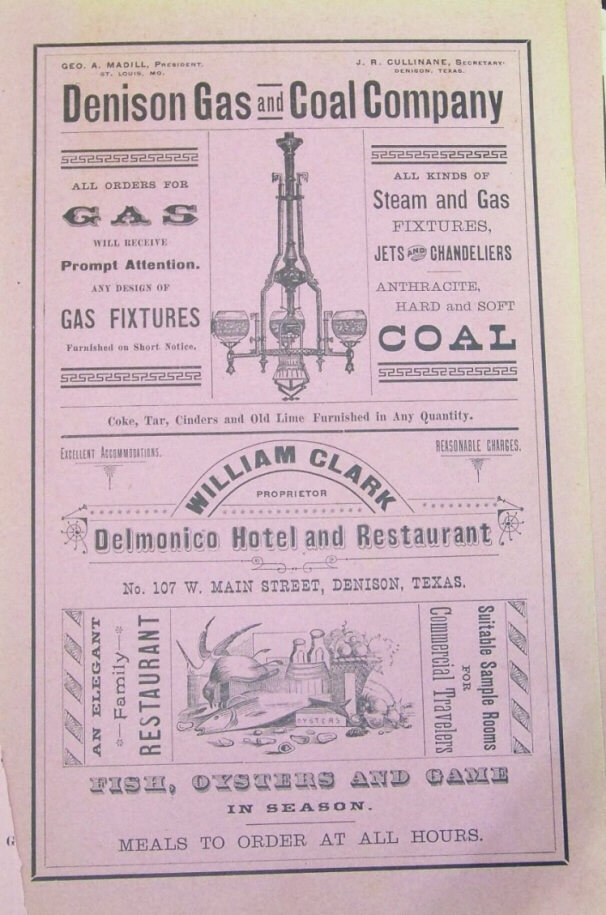 GEO. A. MADILL, PRESIDENT.
ST. LOUIS, MO.
J. R. CULLINANE, SECRETARY.
DENISON, TEXAS.
Denison Gas and Coal Company
ALL ORDERS FOR
GAS
WILL RECEIVE
Prompt Attention.
ANY DESIGN OF
GAS FIXTURES
Furnished on Short Notice.
ALL KINDS OF
Steam and Gas
FIXTURES,
JETS AND CHANDELIERS
ANTHRACITE,
HARD and SOFT
COAL
Coke, Tar, Cinders and Old Lime Furnished in Any Quantity.
EXCELLENT ACCOMMODATIONS.
REASONABLE CHARGES.
WILLIAM CLARK
PROPRIETOR
Delmonico Hotel and Restaurant
No. 107 W. MAIN STREET, DENISON, TEXAS.
AN ELEGANT
Family
RESTAURANT
OYSTERS
Suitable Sample Rooms
FOR
Commercial Travelers
FISH, OYSTERS AND GAME
IN SEASON.
MEALS TO ORDER AT ALL HOURS.